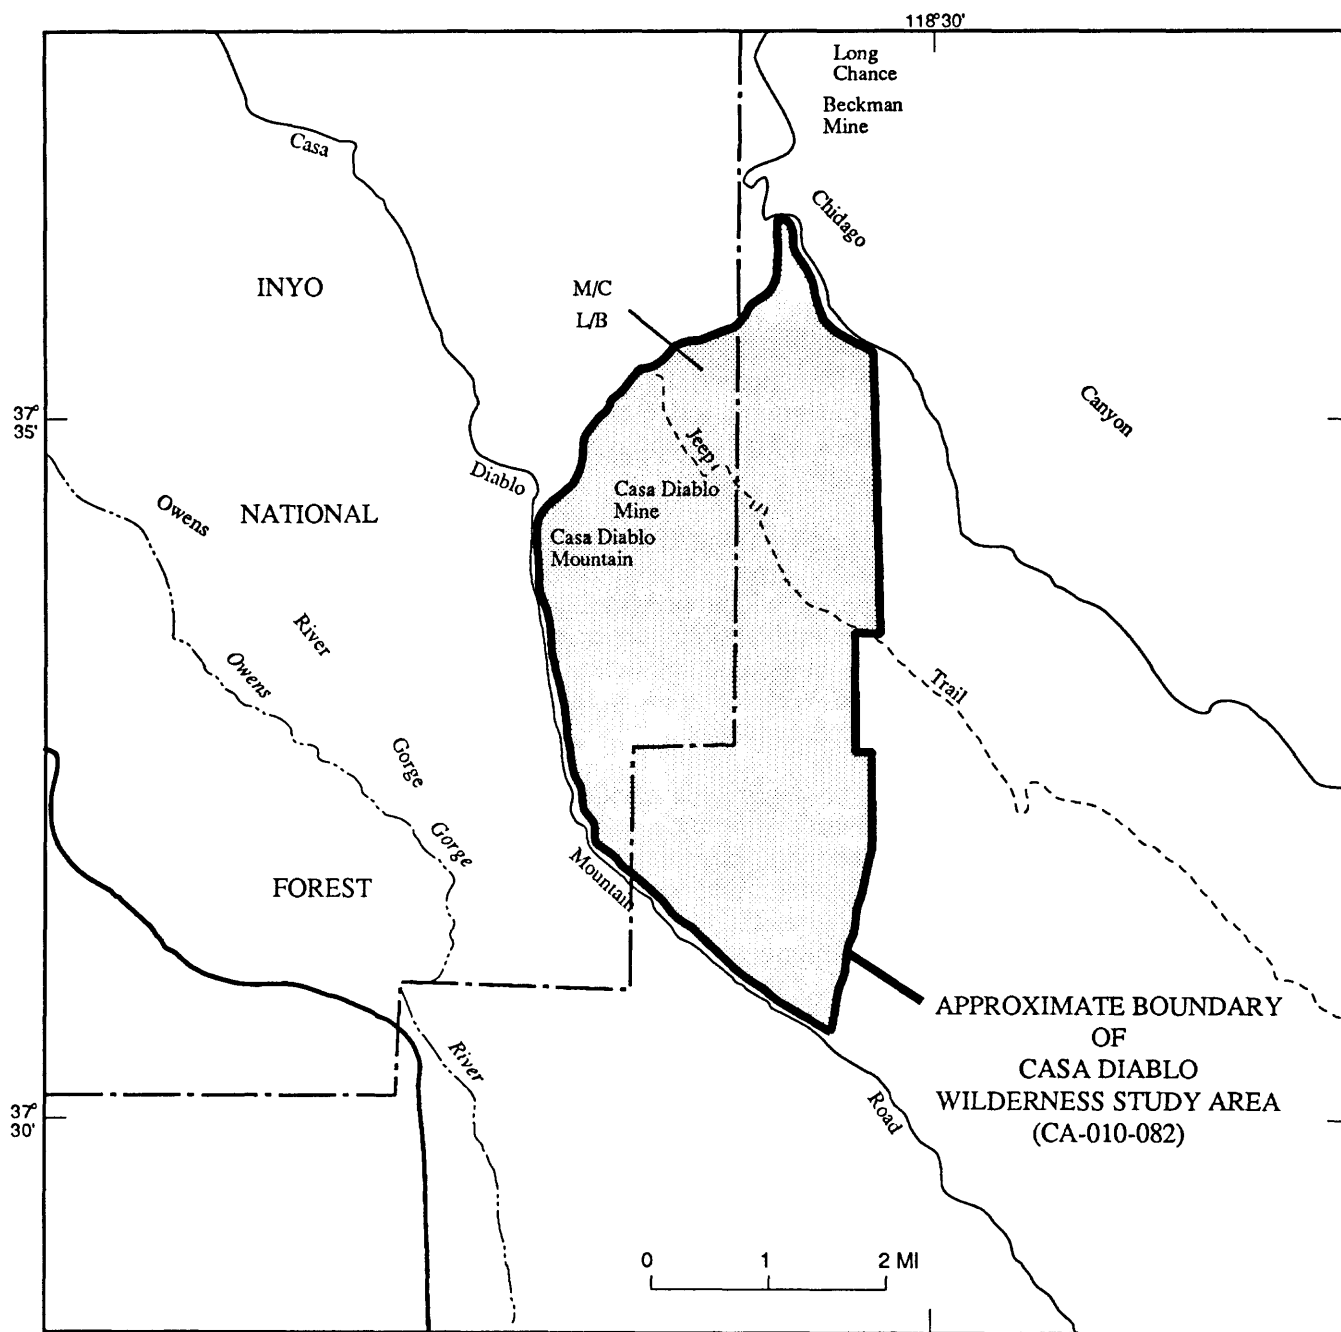 118°30'
Long
Chance
Beckman
Mine
Casa
Chidago
INYO
M/C
L/B
37°
35'
Canyon
Jeep
Diablo
Casa Diablo
Mine
Owens
NATIONAL
Casa Diablo
Mountain
River
Owens
Trail
Gorge
Gorge
Mountain
FOREST
APPROXIMATE BOUNDARY
OF
CASA DIABLO
WILDERNESS STUDY AREA
(CA-010-082)
River
Road
37°
30'
0 1 2 MI